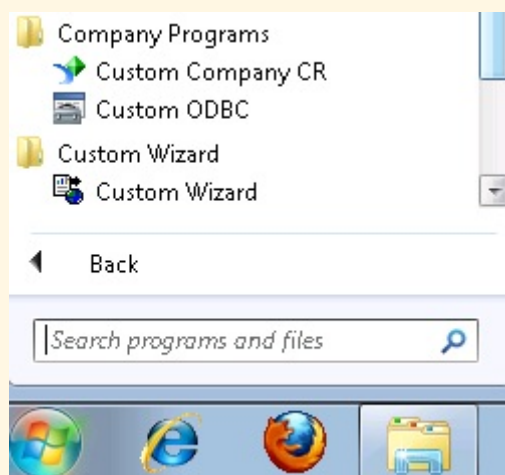 Company Programs
Custom Company CR
Custom ODBC
Custom Wizard
Custom Wizard
Back
Search programs and files